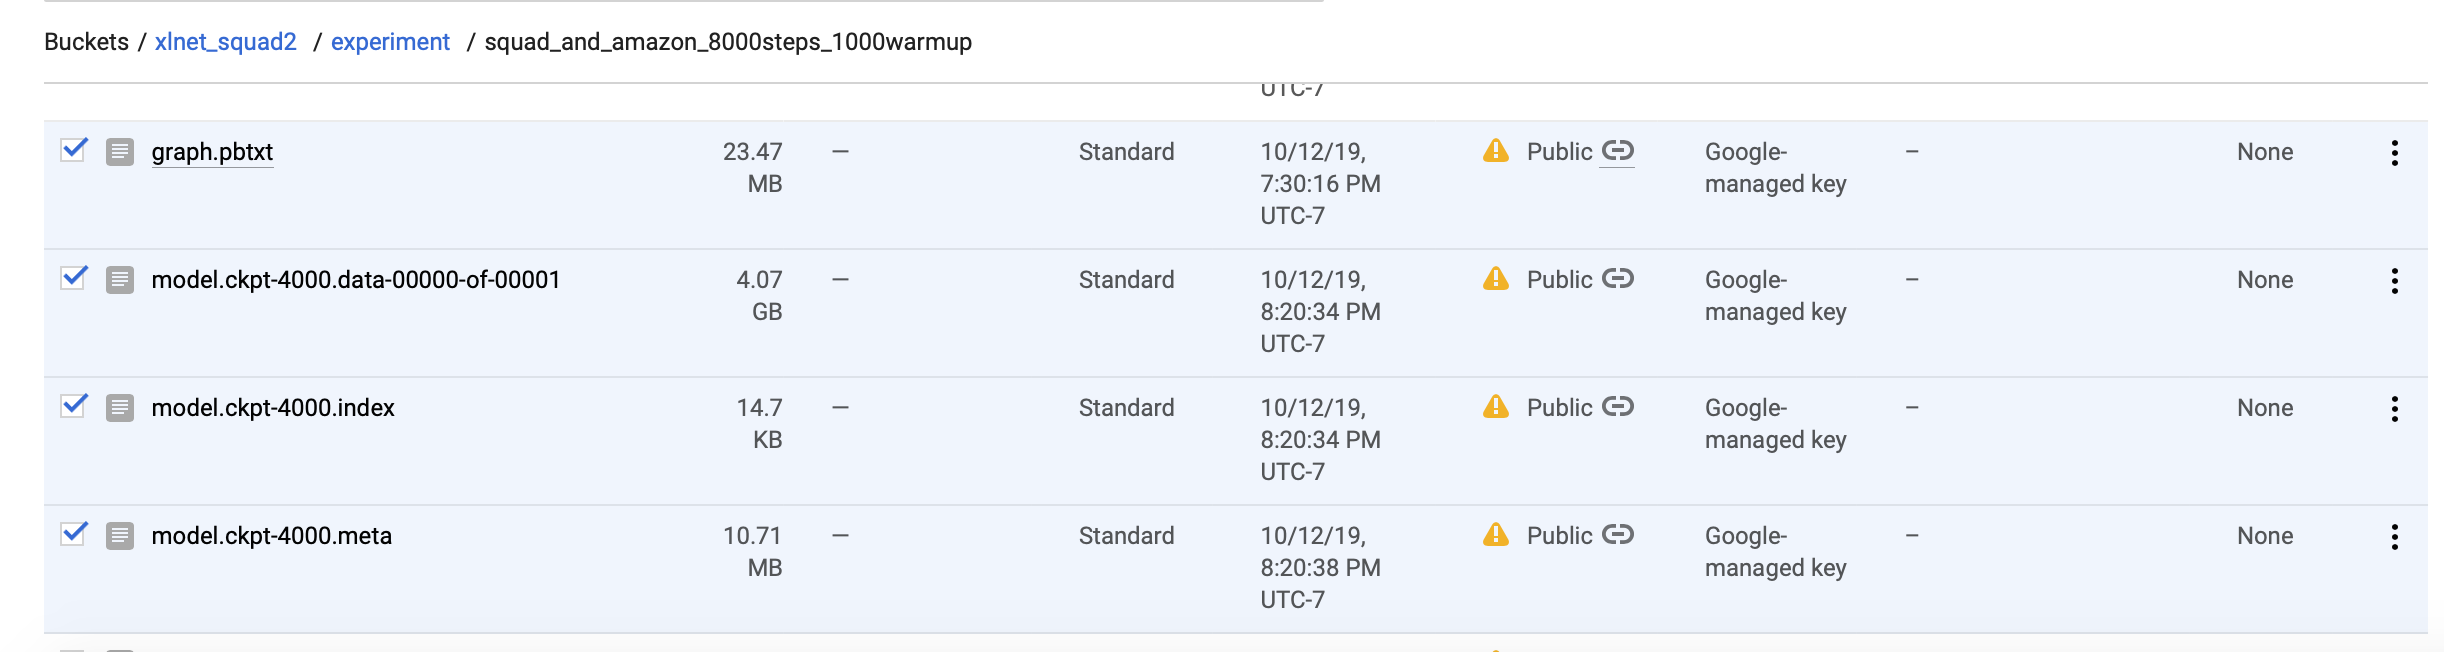 Buckets / xlnet_squad2 / experiment / squad_and_amazon_8000steps_1000warmup
UTC-7
graph.pbtxt 23.47 — Standard 10/12/19, Public Google- – None
MB 7:30:16 PM managed key
UTC-7
model.ckpt-4000.data-00000-of-00001 4.07 — Standard 10/12/19, Public Google- – None
GB 8:20:34 PM managed key
UTC-7
model.ckpt-4000.index 14.7 — Standard 10/12/19, Public Google- – None
KB 8:20:34 PM managed key
UTC-7
model.ckpt-4000.meta 10.71 — Standard 10/12/19, Public Google- – None
MB 8:20:38 PM managed key
UTC-7